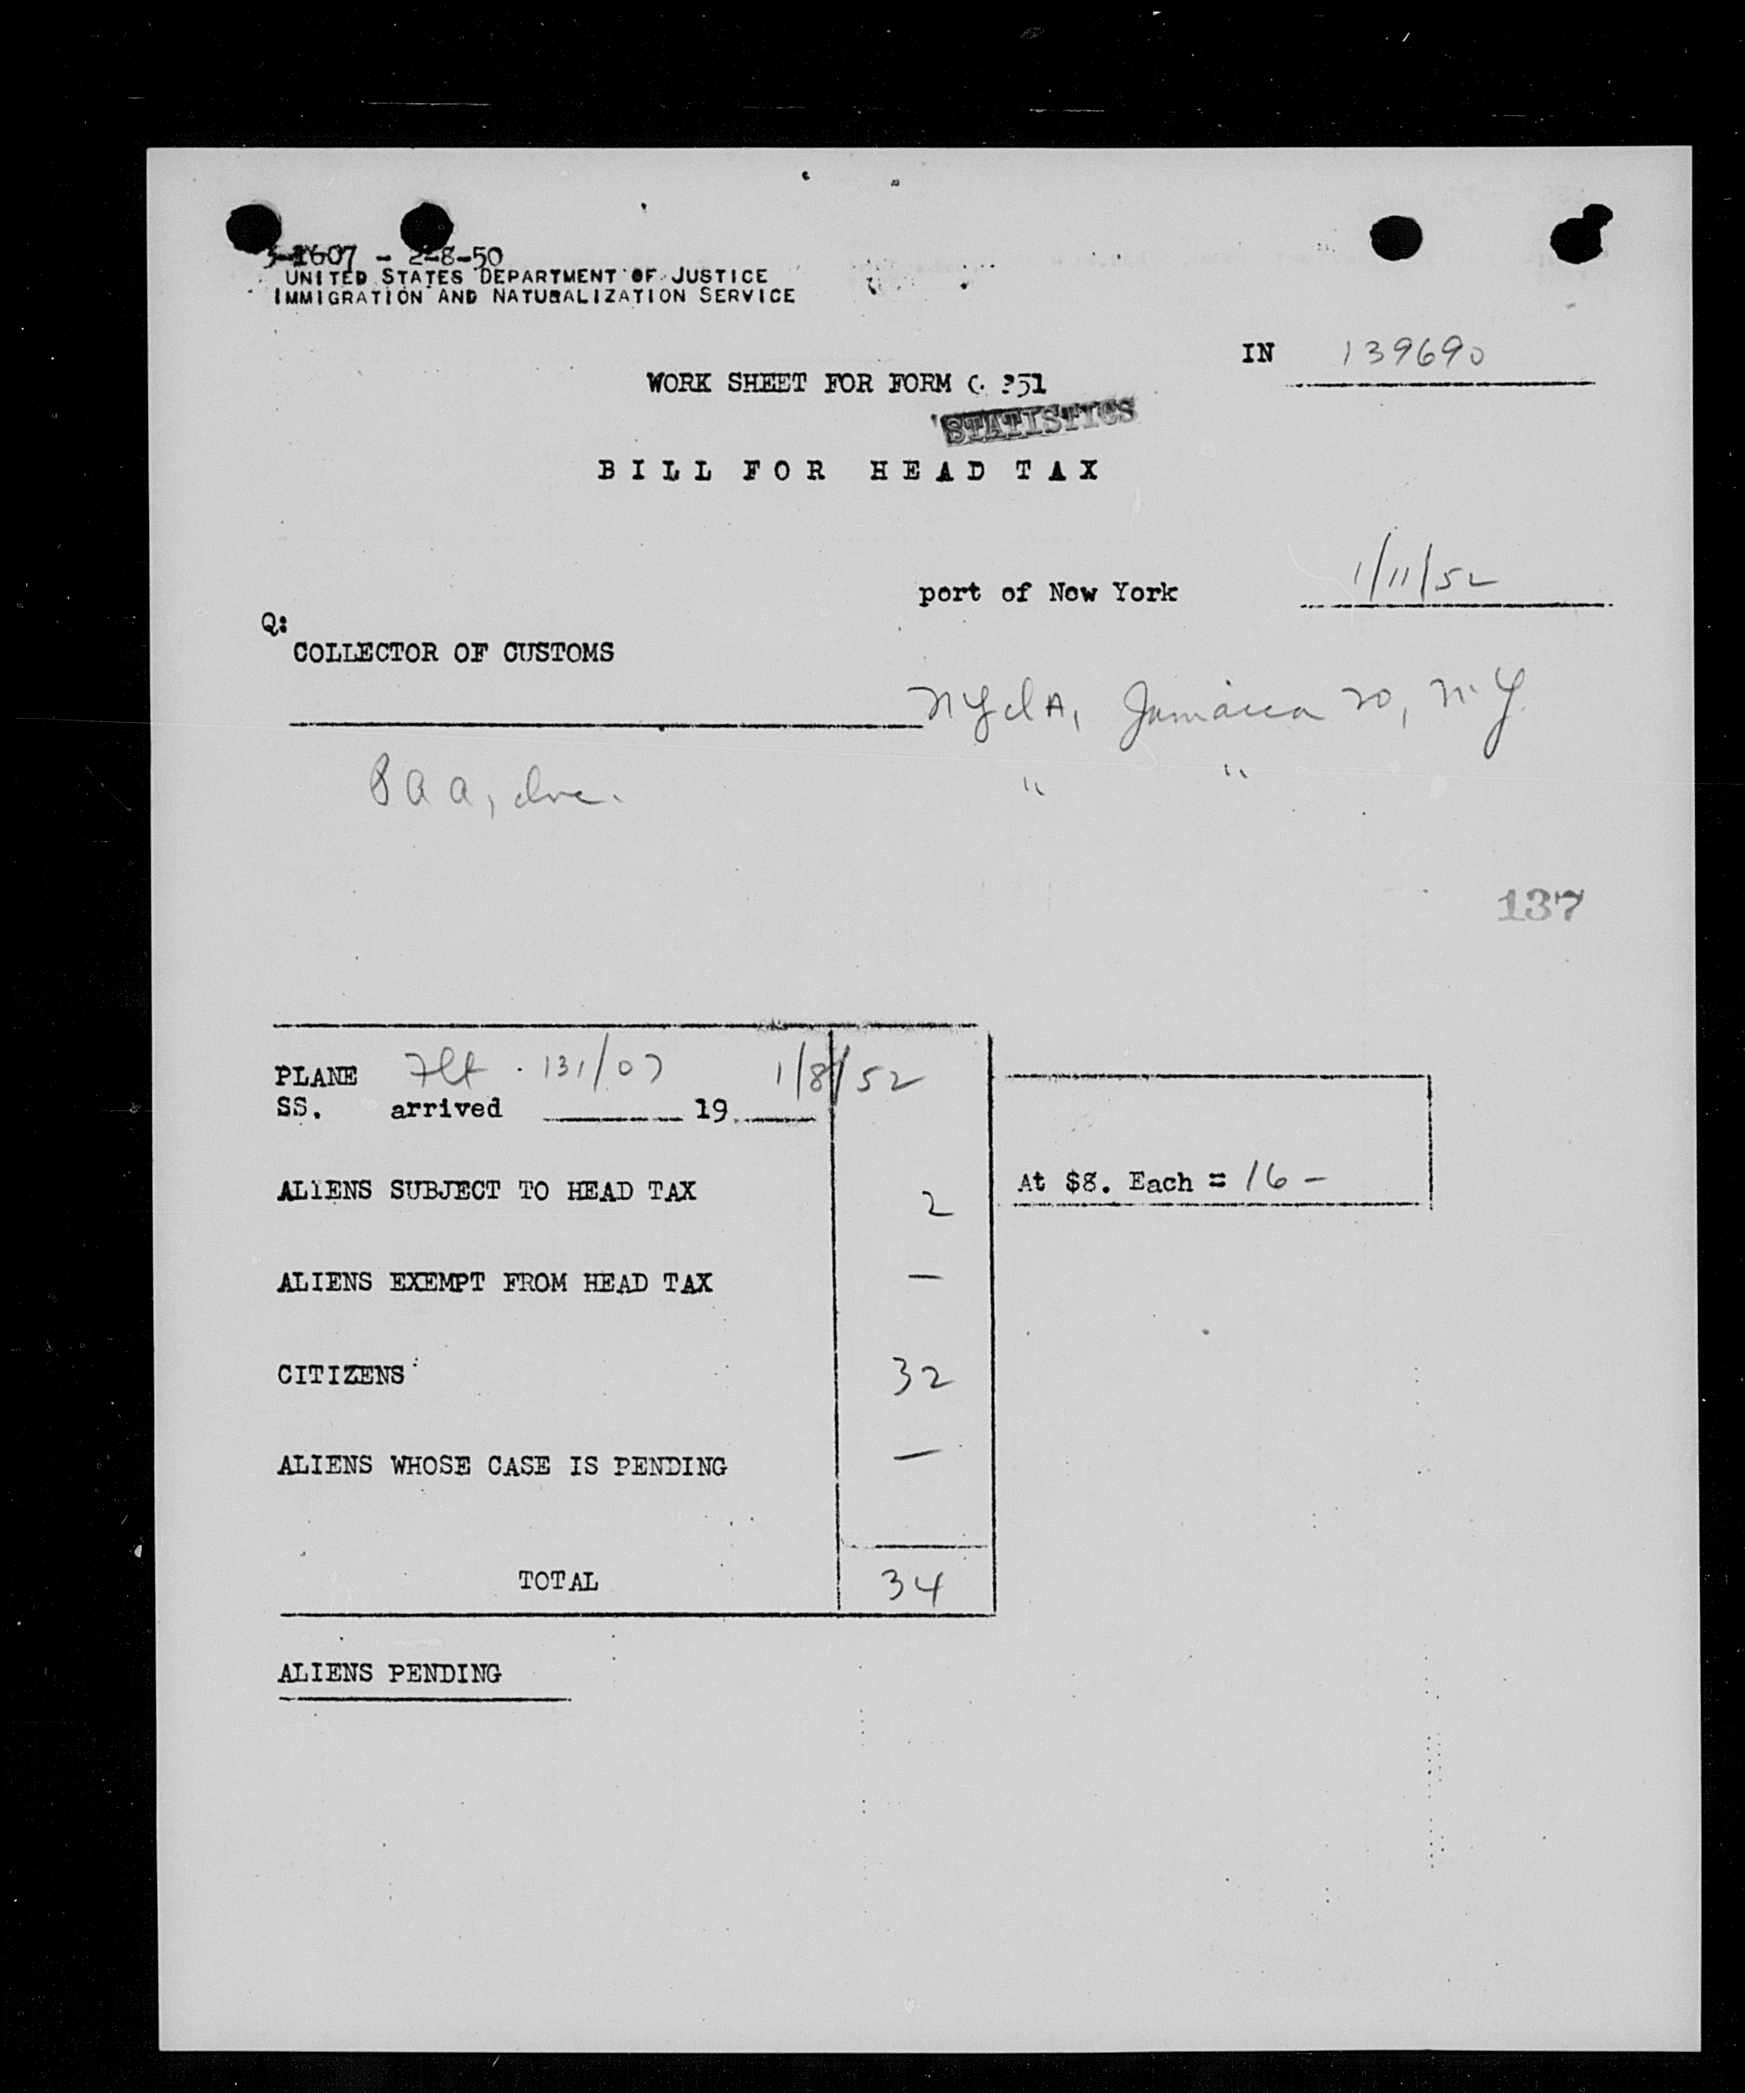 3-1607 - 2-8-50
UNITED STATES DEPARTMENT OF JUSTICE
IMMIGRATION AND NATURALIZATION SERVICE
IN 139690
WORK SHEET FOR FORM 351
STATISTICS
BILL FOR HEAD TAX
port of New York 1/11/52
Q:
COLLECTOR OF CUSTOMS
NYIA, Jamaica 20, N.Y.
PAA, Inc. " "
137
PLANE Flt. 131/07 1/8/52
SS. arrived 19
ALIENS SUBJECT TO HEAD TAX 2
At $8. Each = 16 -
ALIENS EXEMPT FROM HEAD TAX —
CITIZENS 32
ALIENS WHOSE CASE IS PENDING —
TOTAL 34
ALIENS PENDING